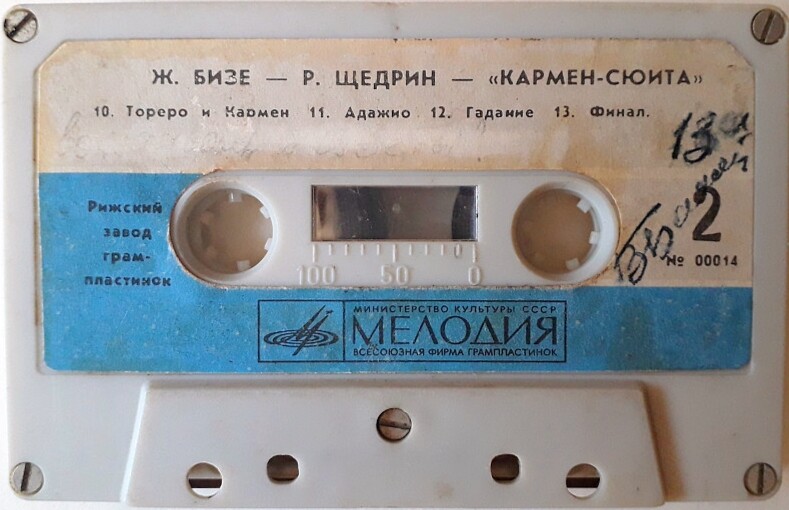 Ж. БИЗЕ — Р. ЩЕДРИН — «КАРМЕН-СЮИТА»
10. Тореро и Кармен 11. Адажио 12. Гадание 13. Финал.
13
Рижский
завод
грам-
пластинок
2
№ 00014
100 50 0
МИНИСТЕРСТВО КУЛЬТУРЫ СССР
МЕЛОДИЯ
ВСЕСОЮЗНАЯ ФИРМА ГРАМПЛАСТИНОК